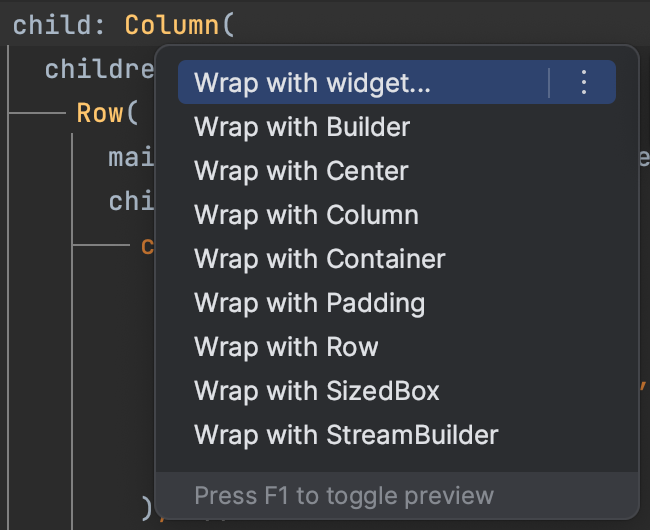 child: Column(
childre
Wrap with widget...
Row(
Wrap with Builder
mai
Wrap with Center
chi
Wrap with Column
c
Wrap with Container
Wrap with Padding
Wrap with Row
Wrap with SizedBox
,
Wrap with StreamBuilder
Press F1 to toggle preview
),